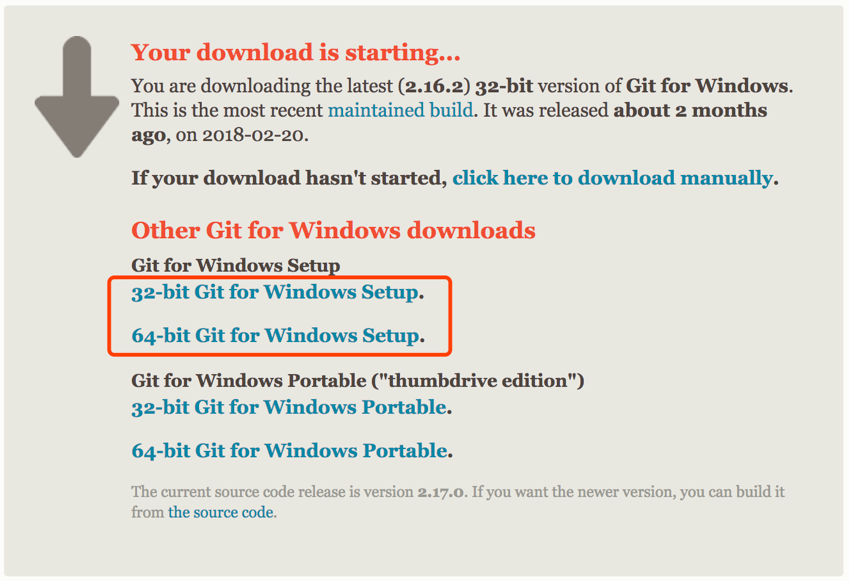 Your download is starting...
You are downloading the latest (2.16.2) 32-bit version of Git for Windows.
This is the most recent maintained build. It was released about 2 months
ago, on 2018-02-20.
If your download hasn't started, click here to download manually.
Other Git for Windows downloads
Git for Windows Setup
32-bit Git for Windows Setup.
64-bit Git for Windows Setup.
Git for Windows Portable ("thumbdrive edition")
32-bit Git for Windows Portable.
64-bit Git for Windows Portable.
The current source code release is version 2.17.0. If you want the newer version, you can build it
from the source code.